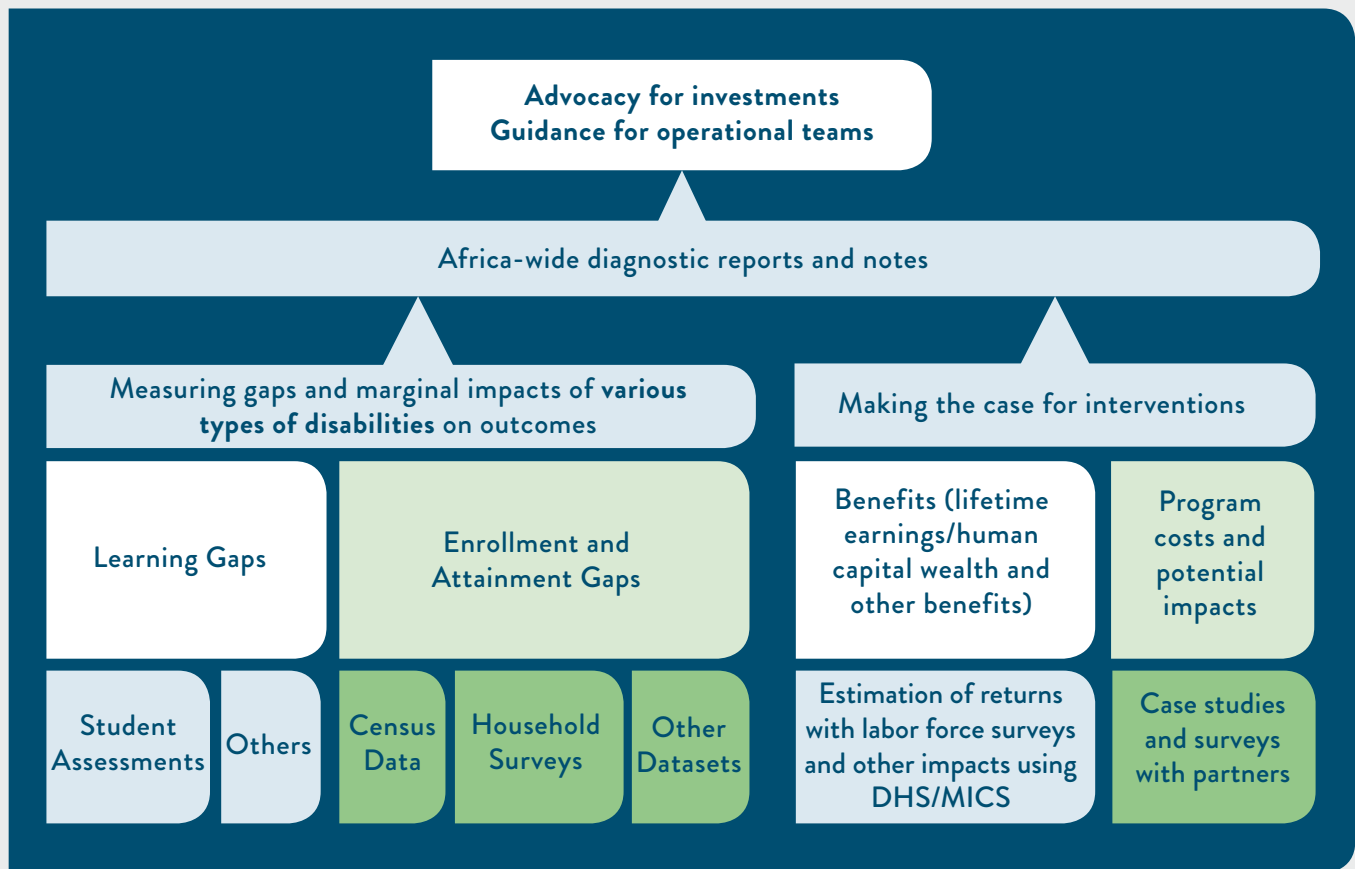 Advocacy for investments
Guidance for operational teams
Africa-wide diagnostic reports and notes
Measuring gaps and marginal impacts of various
types of disabilities on outcomes
Making the case for interventions
Learning Gaps
Enrollment and
Attainment Gaps
Benefits (lifetime
earnings/human
capital wealth and
other benefits)
Program
costs and
potential
impacts
Student
Assessments
Others
Census
Data
Household
Surveys
Other
Datasets
Estimation of returns
with labor force surveys
and other impacts using
DHS/MICS
Case studies
and surveys
with partners